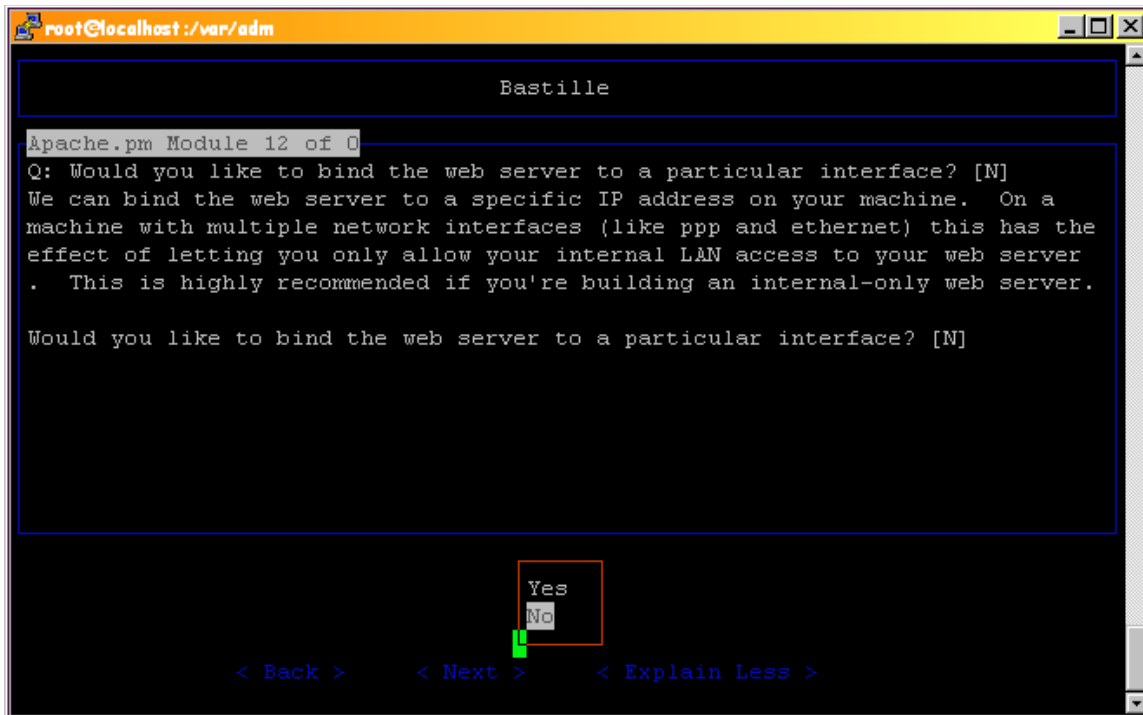 root@localhost:/var/adm
Bastille
Apache.pm Module 12 of 0
Q: Would you like to bind the web server to a particular interface? [N]
We can bind the web server to a specific IP address on your machine.  On a
machine with multiple network interfaces (like ppp and ethernet) this has the
effect of letting you only allow your internal LAN access to your web server
.  This is highly recommended if you're building an internal-only web server.
Would you like to bind the web server to a particular interface? [N]
Yes
No
< Back > < Next > < Explain Less >